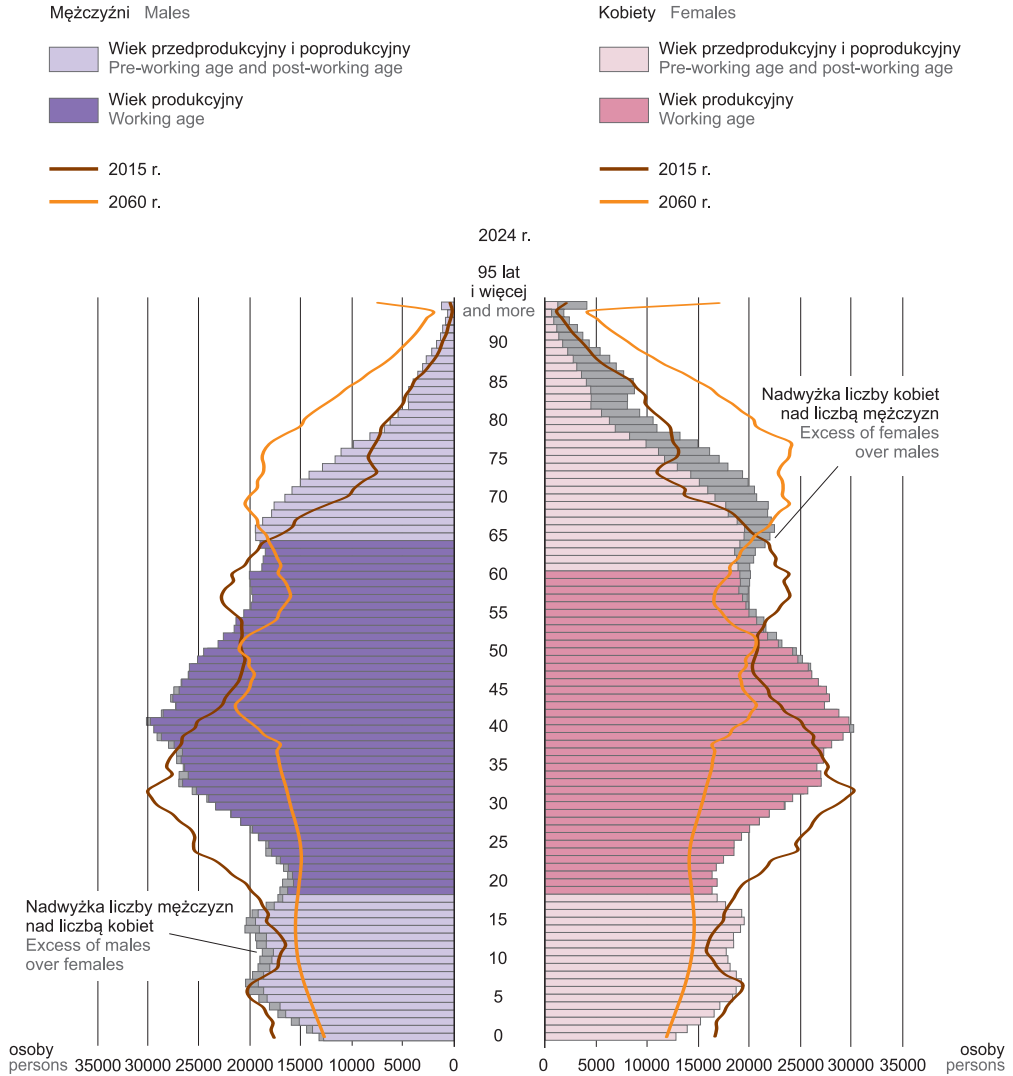 Mężczyźni Males
Wiek przedprodukcyjny i poprodukcyjny
Pre-working age and post-working age
Wiek produkcyjny
Working age
2015 r.
2060 r.
Kobiety Females
Wiek przedprodukcyjny i poprodukcyjny
Pre-working age and post-working age
Wiek produkcyjny
Working age
2015 r.
2060 r.
2024 r.
95 lat
i więcej
and more
90
85
80
75
70
65
60
55
50
45
40
35
30
25
20
15
10
5
0
Nadwyżka liczby kobiet
nad liczbą mężczyzn
Excess of females
over males
Nadwyżka liczby mężczyzn
nad liczbą kobiet
Excess of males
over females
osoby
persons
35000 30000 25000 20000 15000 10000 5000 0
0 5000 10000 15000 20000 25000 30000 35000
osoby
persons